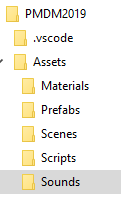 PMDM2019
.vscode
Assets
Materials
Prefabs
Scenes
Scripts
Sounds